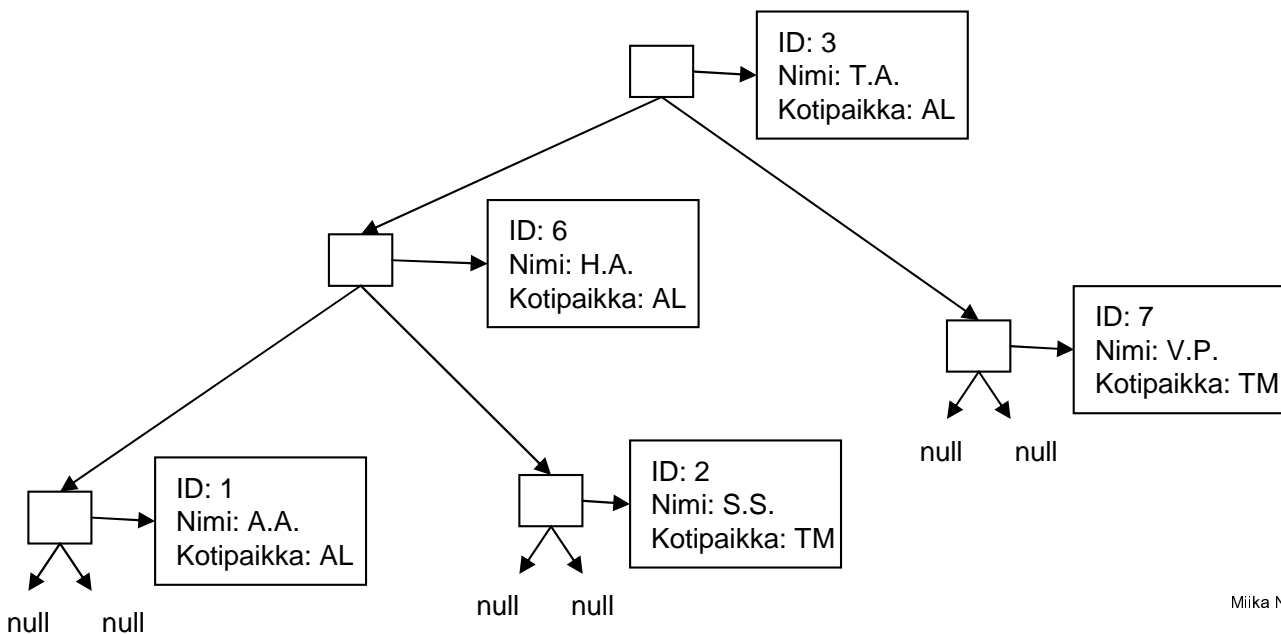 ID: 3
Nimi: T.A.
Kotipaikka: AL
ID: 6
Nimi: H.A.
Kotipaikka: AL
ID: 7
Nimi: V.P.
Kotipaikka: TM
null null
ID: 1
Nimi: A.A.
Kotipaikka: AL
ID: 2
Nimi: S.S.
Kotipaikka: TM
null null
null null
Miika N